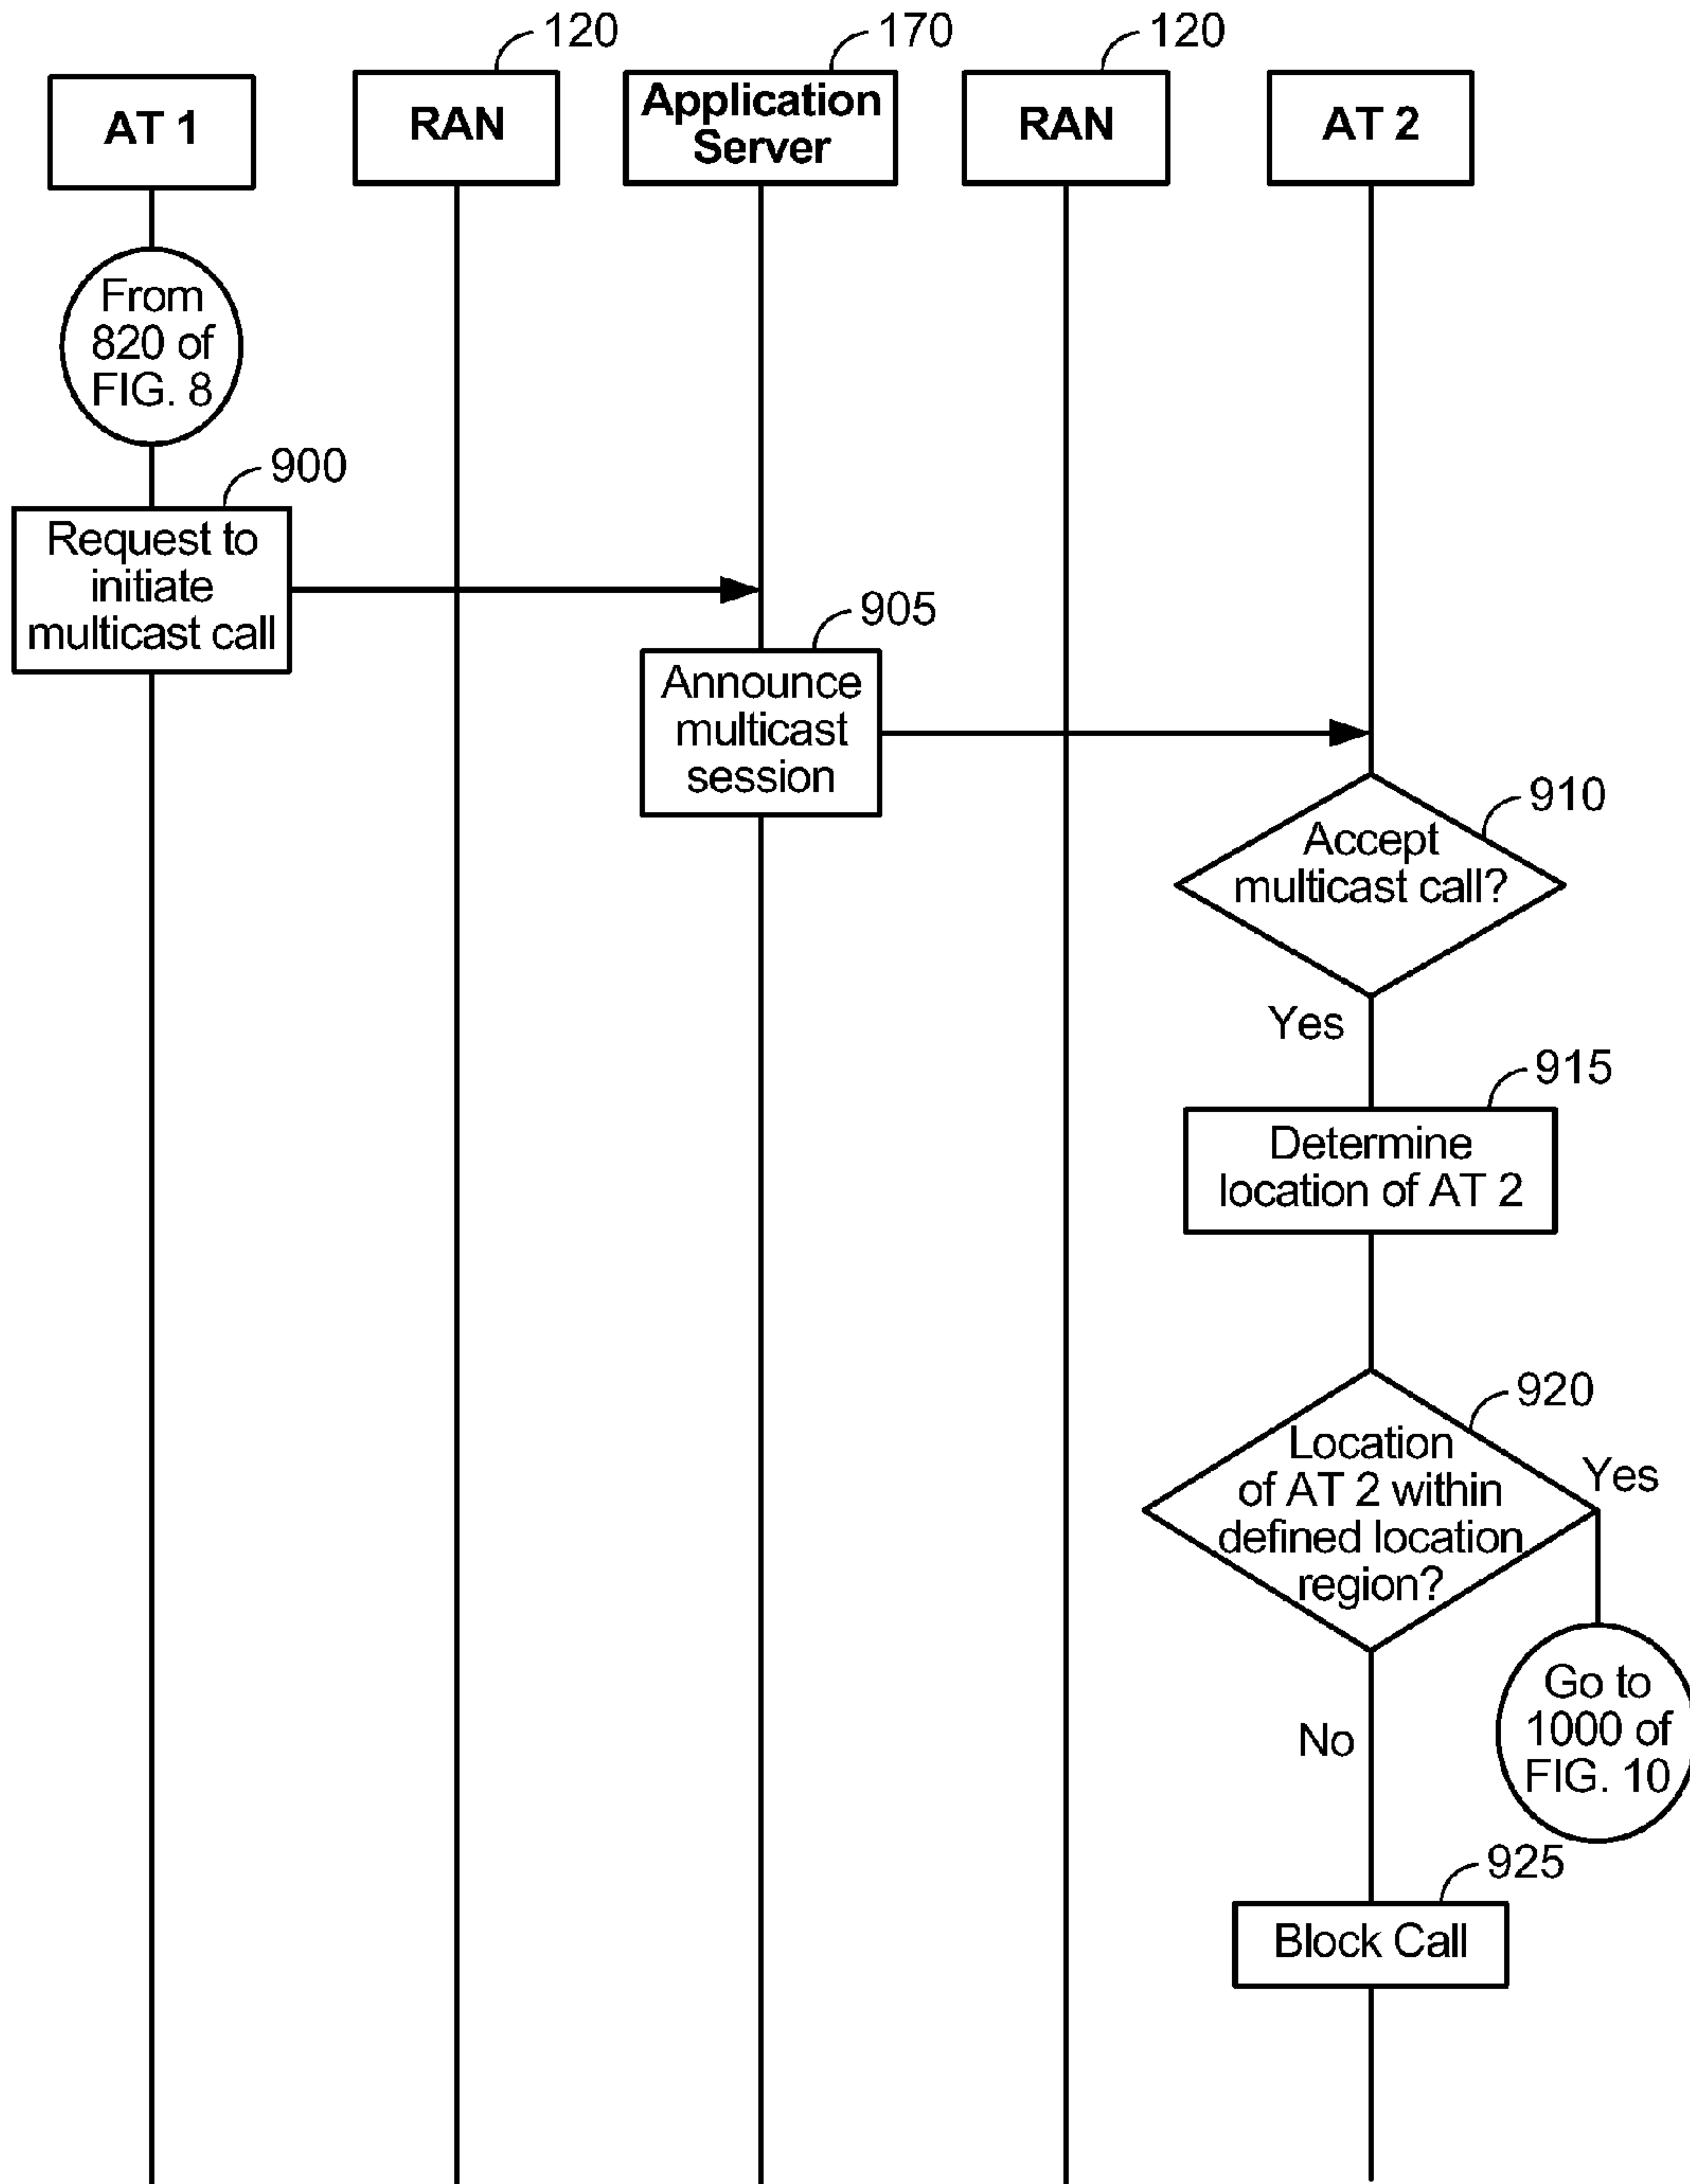 120
170
120
AT 1
RAN
Application
Server
RAN
AT 2
From
820 of
FIG. 8
900
Request to
initiate
multicast call
905
Announce
multicast
session
910
Accept
multicast call?
Yes
915
Determine
location of AT 2
920
Location
of AT 2 within
defined location
region?
Yes
Go to
1000 of
FIG. 10
No
925
Block Call